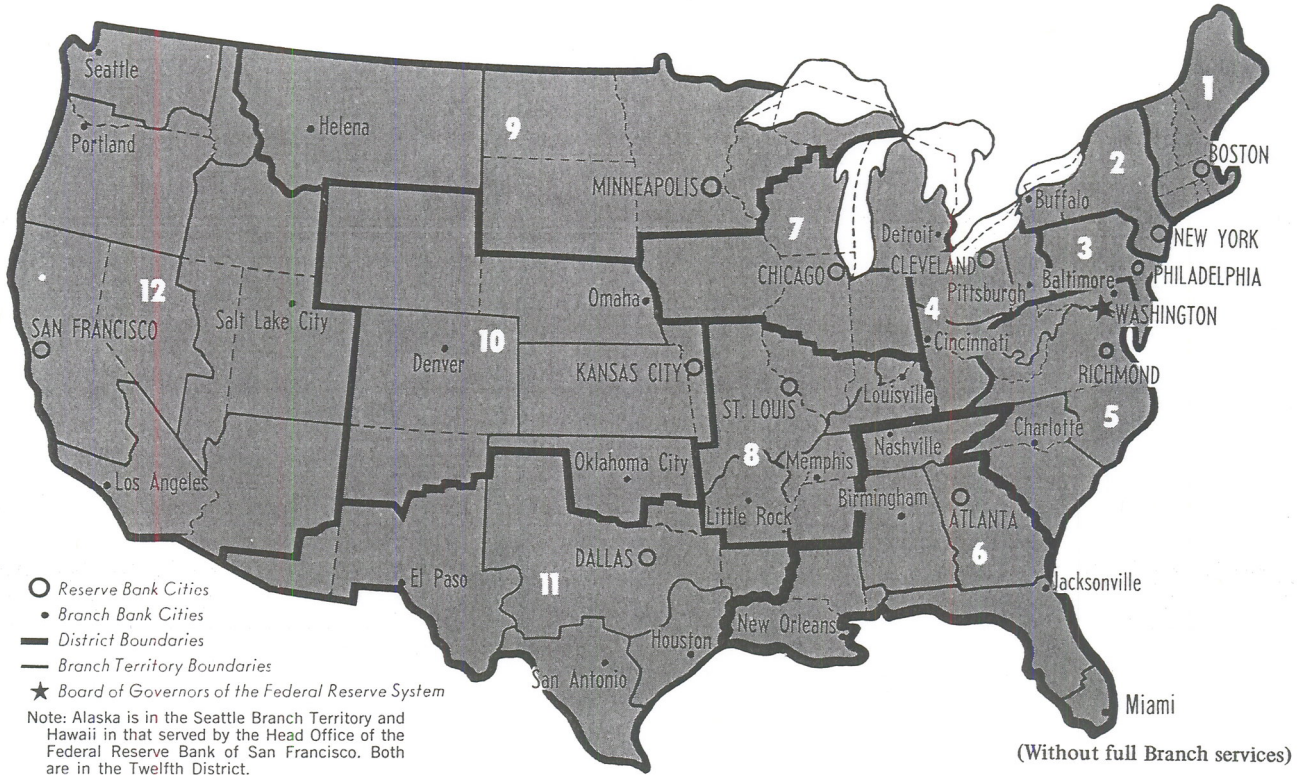 Seattle
Portland
Helena
9
MINNEAPOLIS
1
BOSTON
2
Buffalo
NEW YORK
7
Detroit
CHICAGO
CLEVELAND
3
Baltimore
PHILADELPHIA
Pittsburgh
4
WASHINGTON
12
Omaha
SAN FRANCISCO
Salt Lake City
10
Denver
Cincinnati
KANSAS CITY
RICHMOND
ST. LOUIS
Louisville
5
Charlotte
Nashville
8
Memphis
Oklahoma City
Los Angeles
Birmingham
ATLANTA
Little Rock
6
DALLAS
11
El Paso
Jacksonville
New Orleans
Houston
San Antonio
Miami
(Without full Branch services)
Reserve Bank Cities
Branch Bank Cities
District Boundaries
Branch Territory Boundaries
Board of Governors of the Federal Reserve System
Note: Alaska is in the Seattle Branch Territory and
Hawaii in that served by the Head Office of the
Federal Reserve Bank of San Francisco. Both
are in the Twelfth District.